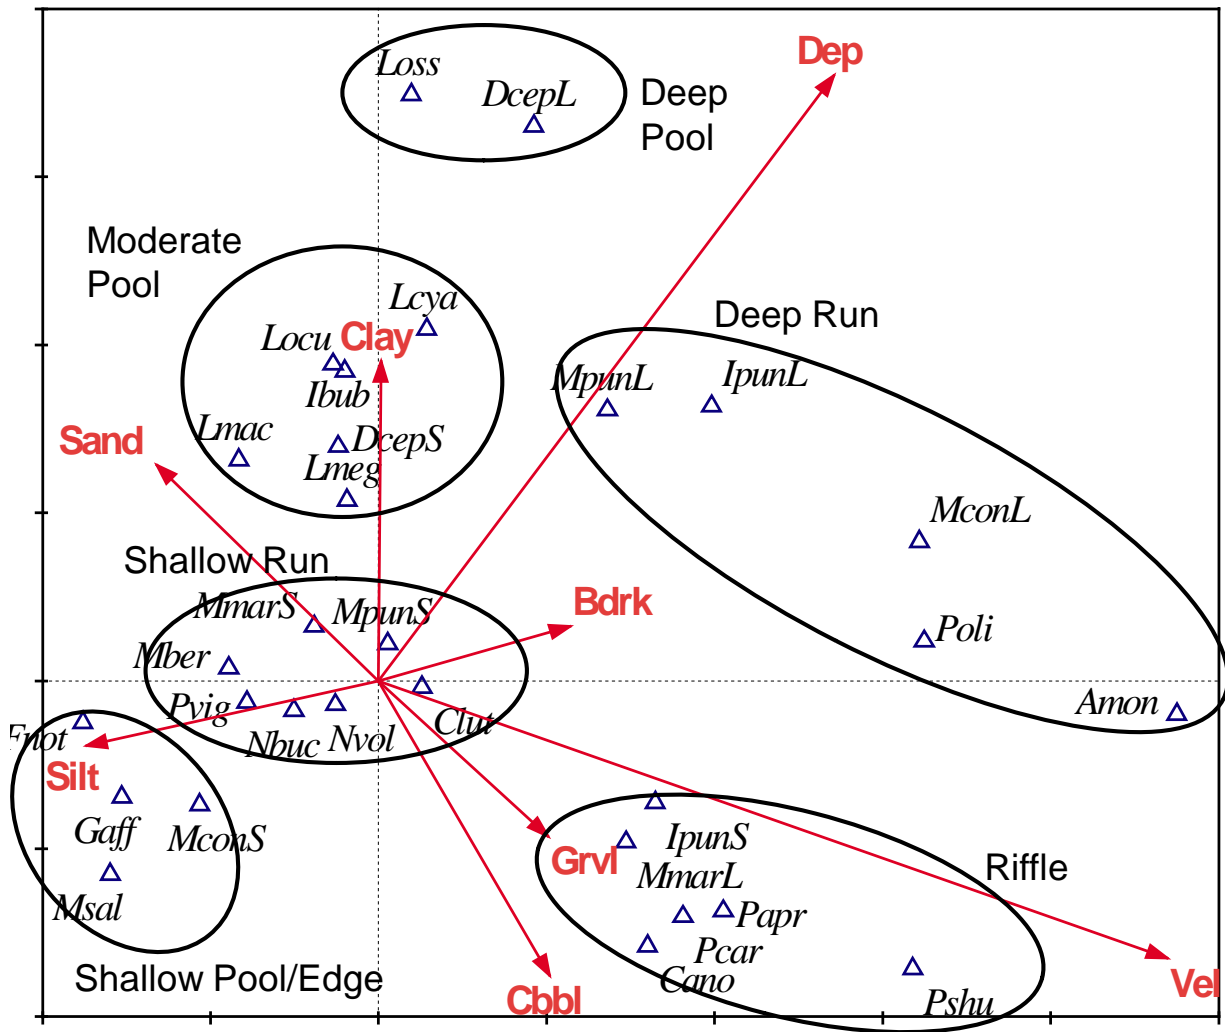 Dep
Loss
DcepL
Deep
Pool
Moderate
Pool
Lcya
Locu
Clay
Ibub
Lmac
DcepS
Lmeg
Sand
Deep Run
MpunL
IpunL
MconL
Poli
Amon
Shallow Run
MmarS
MpunS
Bdrk
Mber
Pvig
Nbuc
Nvol
Clut
Fnot
Silt
Gaff
MconS
Msal
Shallow Pool/Edge
Grvl
IpunS
MmarL
Papr
Pcar
Cano
Pshu
Riffle
Cbbl
Vel